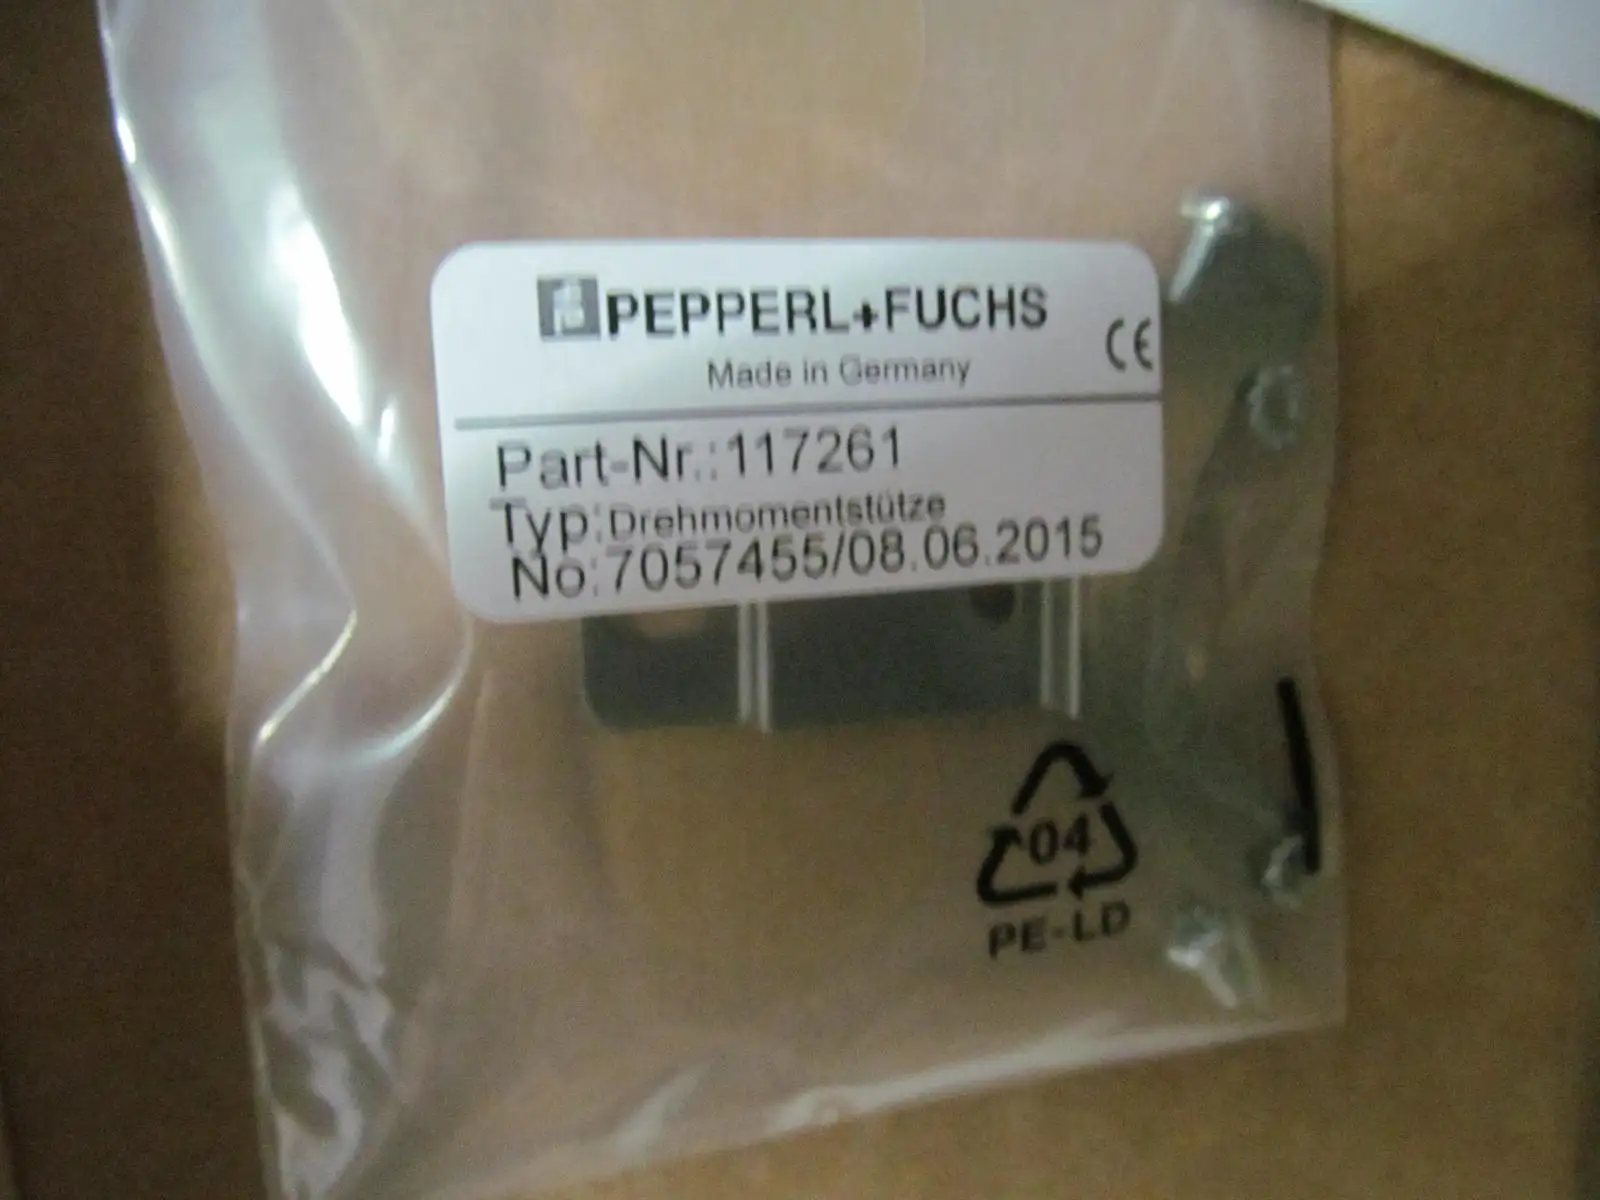 PEPPERL+FUCHS
Made in Germany
CE
Part-Nr.:117261
Typ:Drehmomentstütze
No:7057455/08.06.2015
04
PE-LD